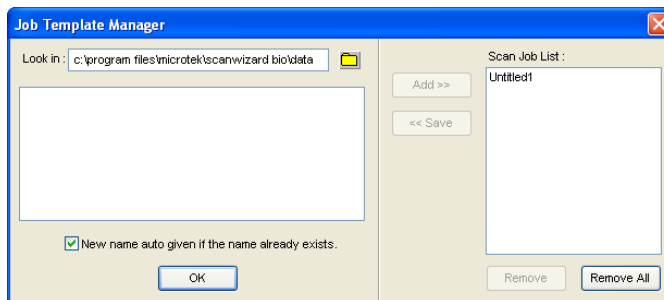 Job Template Manager
Look in : c:\program files\microtek\scanwizard bio\data
New name auto given if the name already exists.
OK
Add >>
<< Save
Scan Job List :
Untitled1
Remove
Remove All